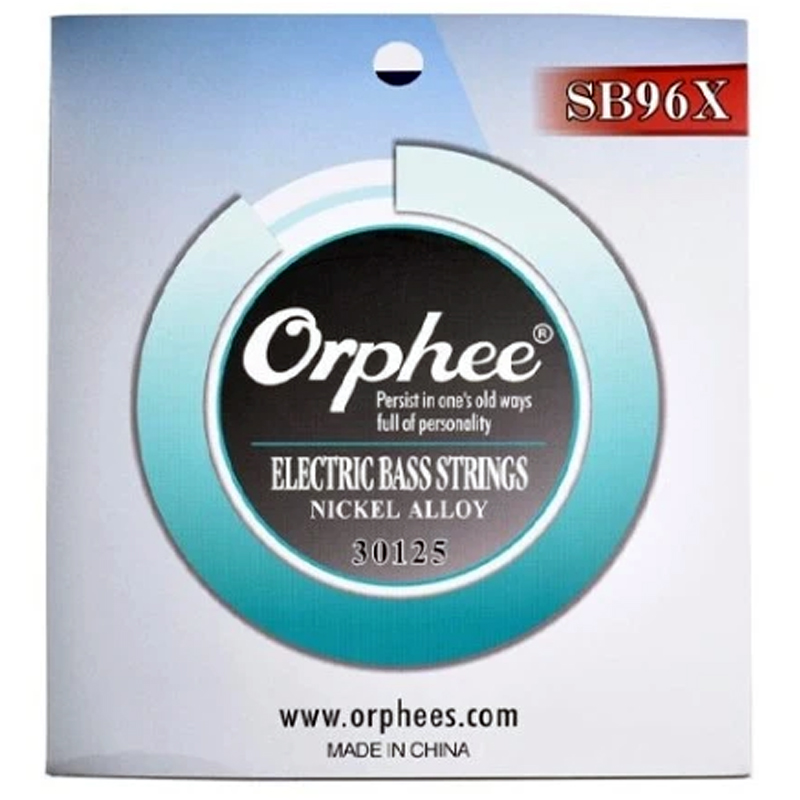 SB96X
Orphee®
Persist in one's old ways
full of personality
ELECTRIC BASS STRINGS
NICKEL ALLOY
30125
www.orphees.com
MADE IN CHINA